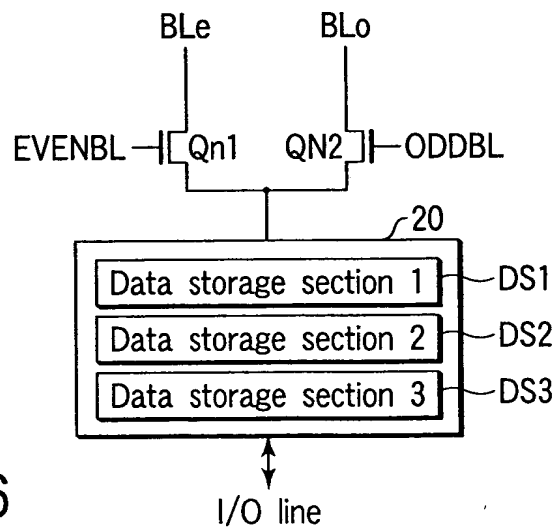 BLe BLo
EVENBL Qn1 QN2 ODDBL
20
Data storage section 1 DS1
Data storage section 2 DS2
Data storage section 3 DS3
6
I/O line